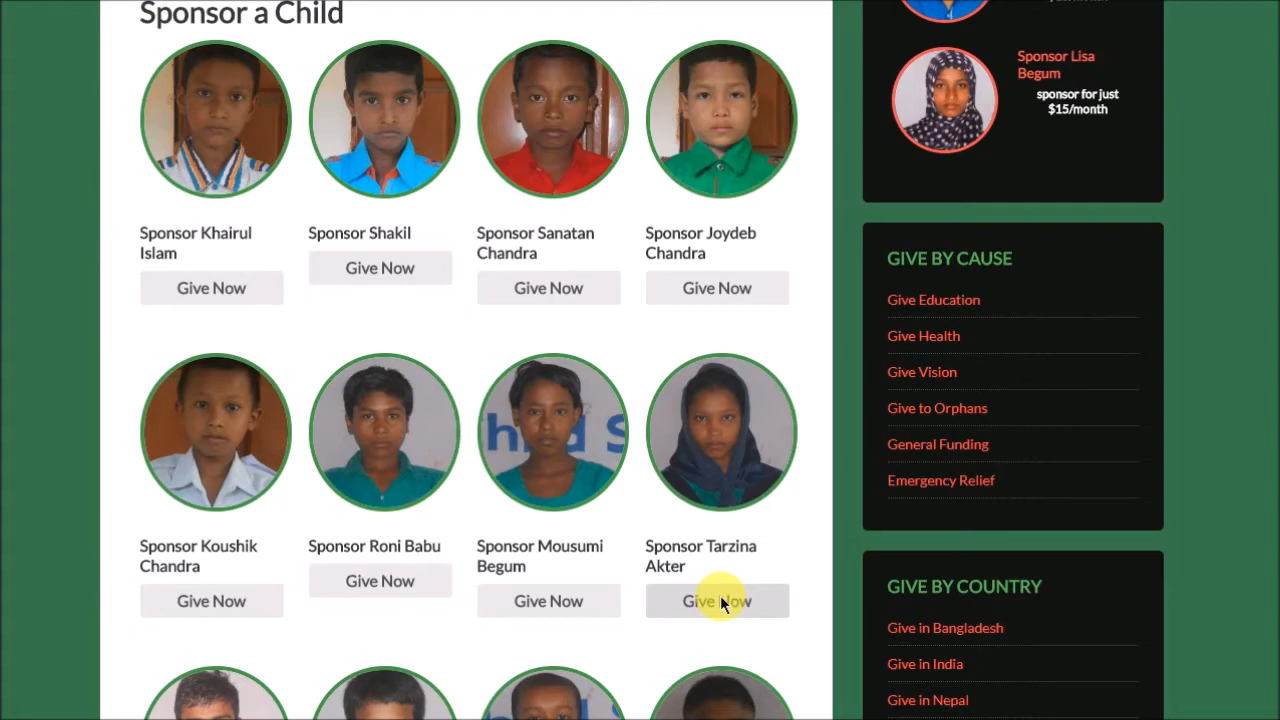 Sponsor a Child
Sponsor Khairul
Islam
Give Now
Sponsor Shakil
Give Now
Sponsor Sanatan
Chandra
Give Now
Sponsor Joydeb
Chandra
Give Now
Sponsor Koushik
Chandra
Give Now
Sponsor Roni Babu
Give Now
Sponsor Mousumi
Begum
Give Now
Sponsor Tarzina
Akter
Give Now
Sponsor Lisa
Begum
sponsor for just
$15/month
GIVE BY CAUSE
Give Education
Give Health
Give Vision
Give to Orphans
General Funding
Emergency Relief
GIVE BY COUNTRY
Give in Bangladesh
Give in India
Give in Nepal